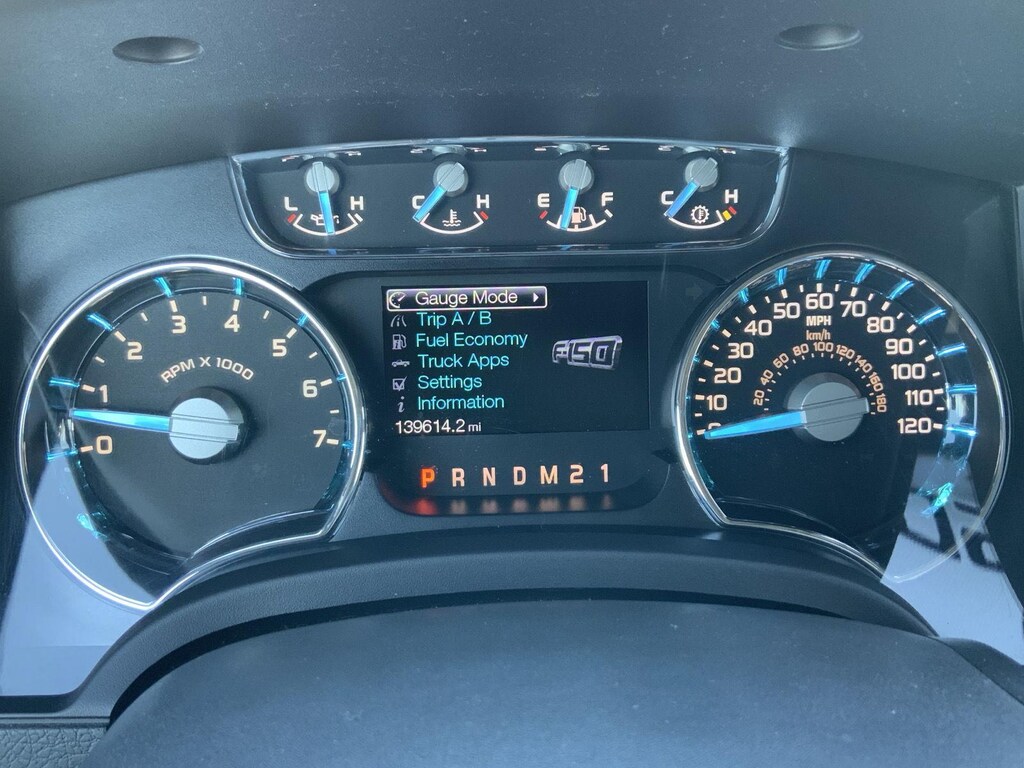 L H C H E F C H
Gauge Mode
Trip A / B
Fuel Economy
Truck Apps
Settings
Information
139614.2 mi
F-150
P R N D M 2 1
0 1 2 3 4 5 6 7
RPM X 1000
10 20 30 40 50 60 70 80 90 100 110 120
MPH
km/h
20 40 60 80 100 120 140 160 180